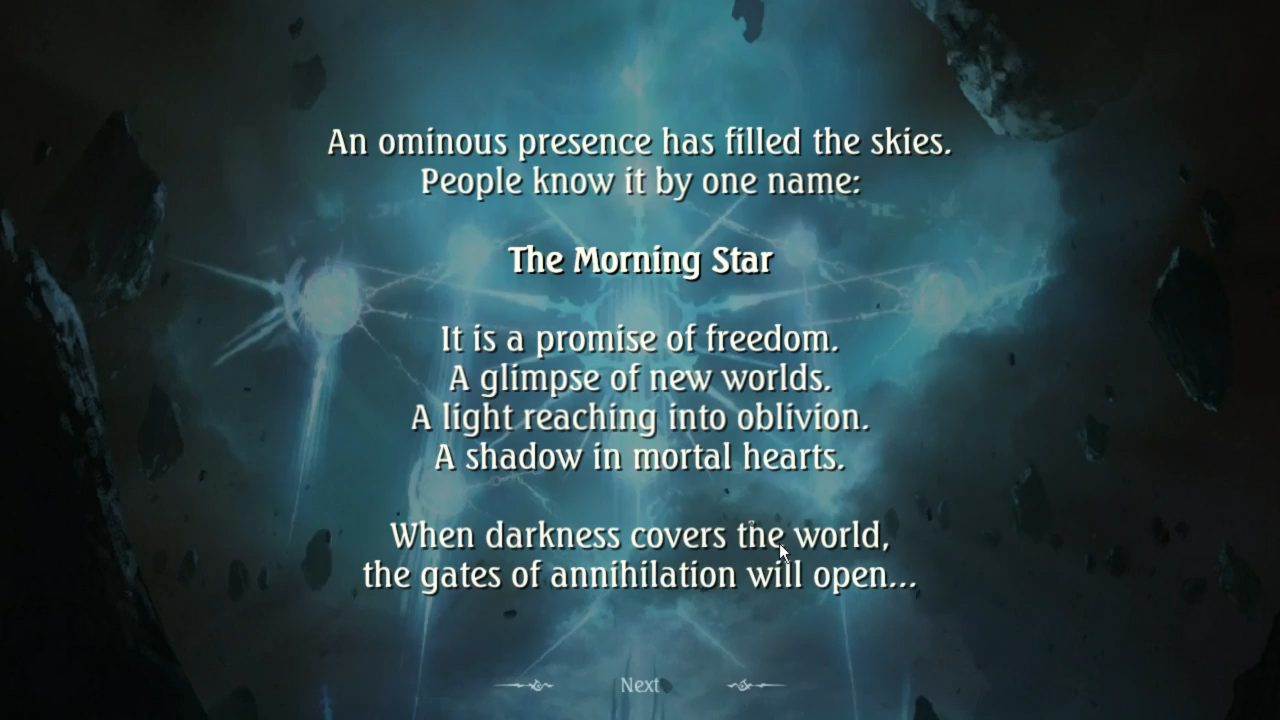 An ominous presence has filled the skies.
People know it by one name:
The Morning Star
It is a promise of freedom.
A glimpse of new worlds.
A light reaching into oblivion.
A shadow in mortal hearts.
When darkness covers the world,
the gates of annihilation will open...
Next